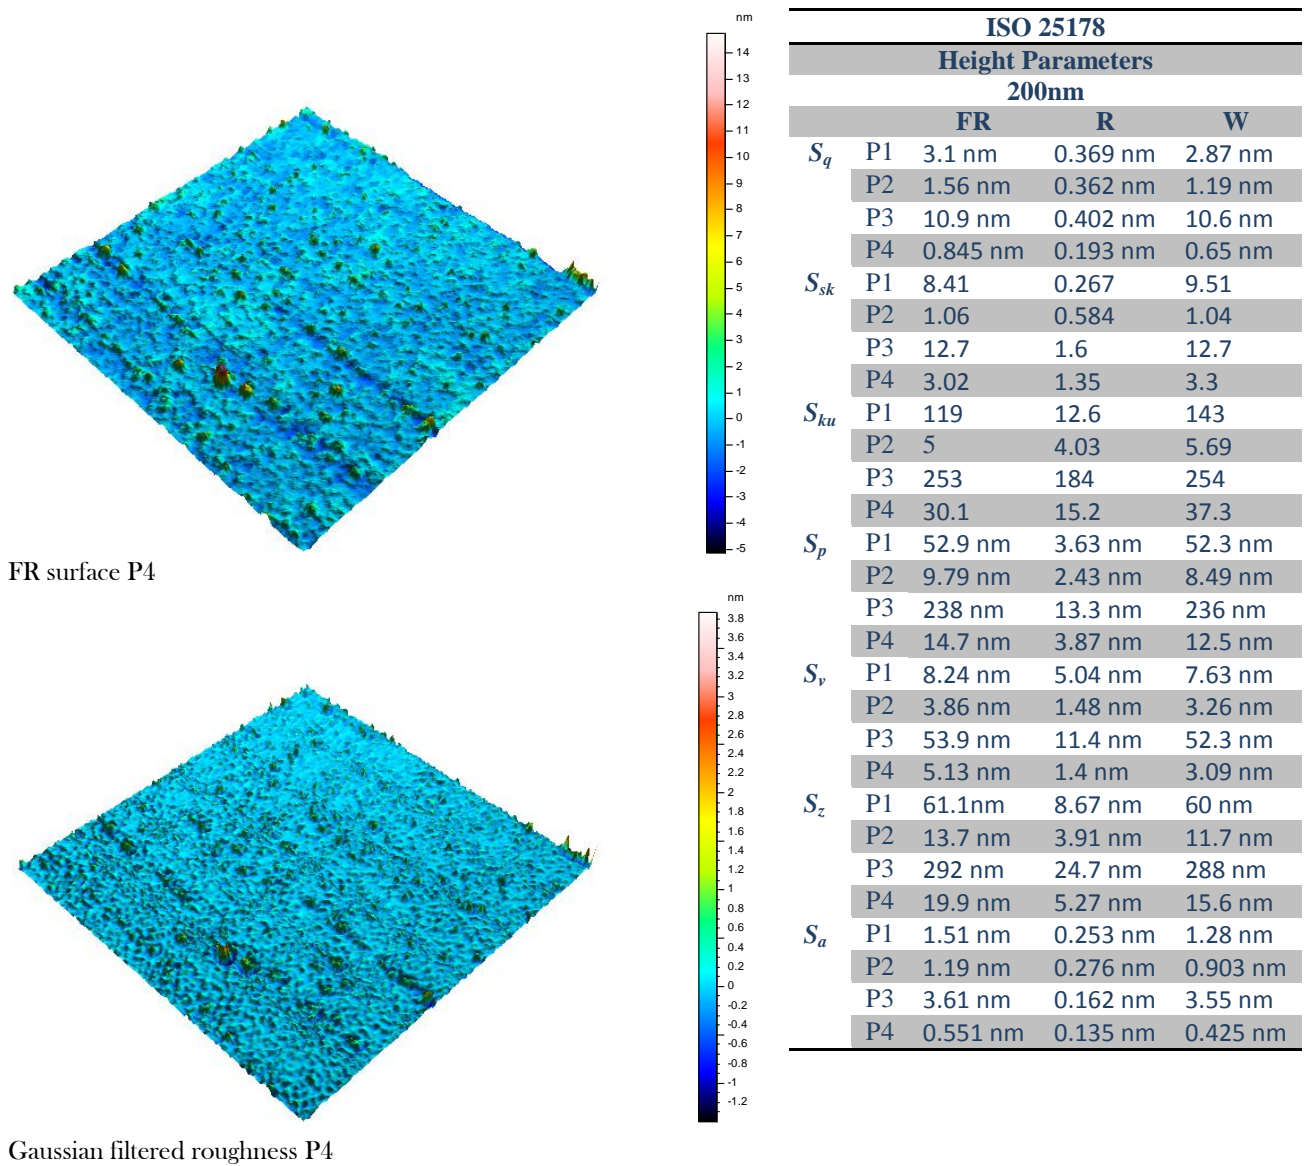 nm
14
13
12
11
10
9
8
7
6
5
4
3
2
1
0
-1
-2
-3
-4
-5
FR surface P4
nm
3.8
3.6
3.4
3.2
3
2.8
2.6
2.4
2.2
2
1.8
1.6
1.4
1.2
1
0.8
0.6
0.4
0.2
0
-0.2
-0.4
-0.6
-0.8
-1
-1.2
Gaussian filtered roughness P4
ISO 25178
Height Parameters
200nm
FR R W
Sq P1 3.1 nm 0.369 nm 2.87 nm
P2 1.56 nm 0.362 nm 1.19 nm
P3 10.9 nm 0.402 nm 10.6 nm
P4 0.845 nm 0.193 nm 0.65 nm
Ssk P1 8.41 0.267 9.51
P2 1.06 0.584 1.04
P3 12.7 1.6 12.7
P4 3.02 1.35 3.3
Sku P1 119 12.6 143
P2 5 4.03 5.69
P3 253 184 254
P4 30.1 15.2 37.3
Sp P1 52.9 nm 3.63 nm 52.3 nm
P2 9.79 nm 2.43 nm 8.49 nm
P3 238 nm 13.3 nm 236 nm
P4 14.7 nm 3.87 nm 12.5 nm
Sv P1 8.24 nm 5.04 nm 7.63 nm
P2 3.86 nm 1.48 nm 3.26 nm
P3 53.9 nm 11.4 nm 52.3 nm
P4 5.13 nm 1.4 nm 3.09 nm
Sz P1 61.1nm 8.67 nm 60 nm
P2 13.7 nm 3.91 nm 11.7 nm
P3 292 nm 24.7 nm 288 nm
P4 19.9 nm 5.27 nm 15.6 nm
Sa P1 1.51 nm 0.253 nm 1.28 nm
P2 1.19 nm 0.276 nm 0.903 nm
P3 3.61 nm 0.162 nm 3.55 nm
P4 0.551 nm 0.135 nm 0.425 nm